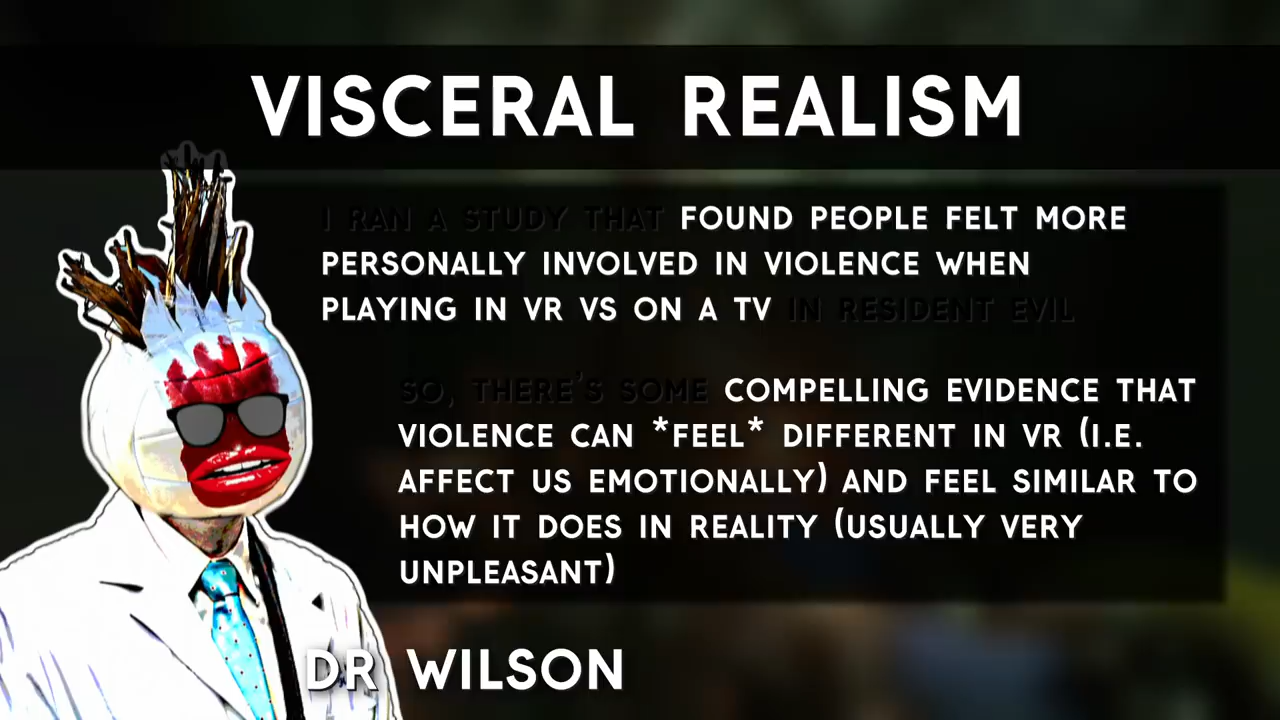 VISCERAL REALISM
I RAN A STUDY THAT FOUND PEOPLE FELT MORE
PERSONALLY INVOLVED IN VIOLENCE WHEN
PLAYING IN VR VS ON A TV IN RESIDENT EVIL
SO, THERE'S SOME COMPELLING EVIDENCE THAT
VIOLENCE CAN *FEEL* DIFFERENT IN VR (I.E.
AFFECT US EMOTIONALLY) AND FEEL SIMILAR TO
HOW IT DOES IN REALITY (USUALLY VERY
UNPLEASANT)
DR WILSON